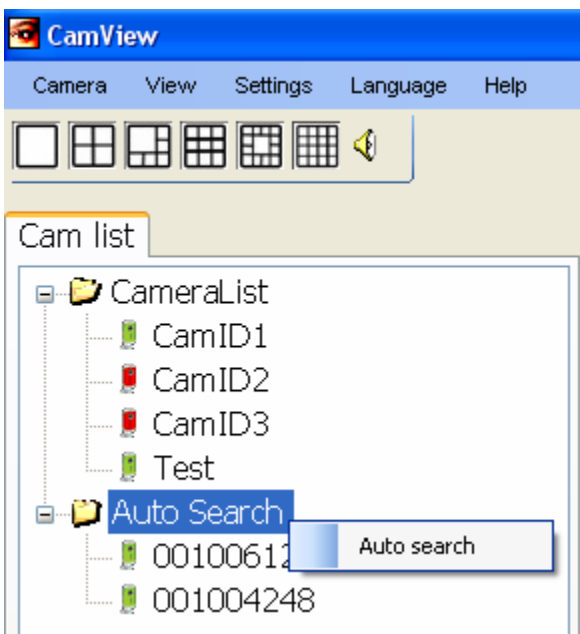 CamView
Camera View Settings Language Help
Cam list
CameraList
CamID1
CamID2
CamID3
Test
Auto Search
Auto search
001004248